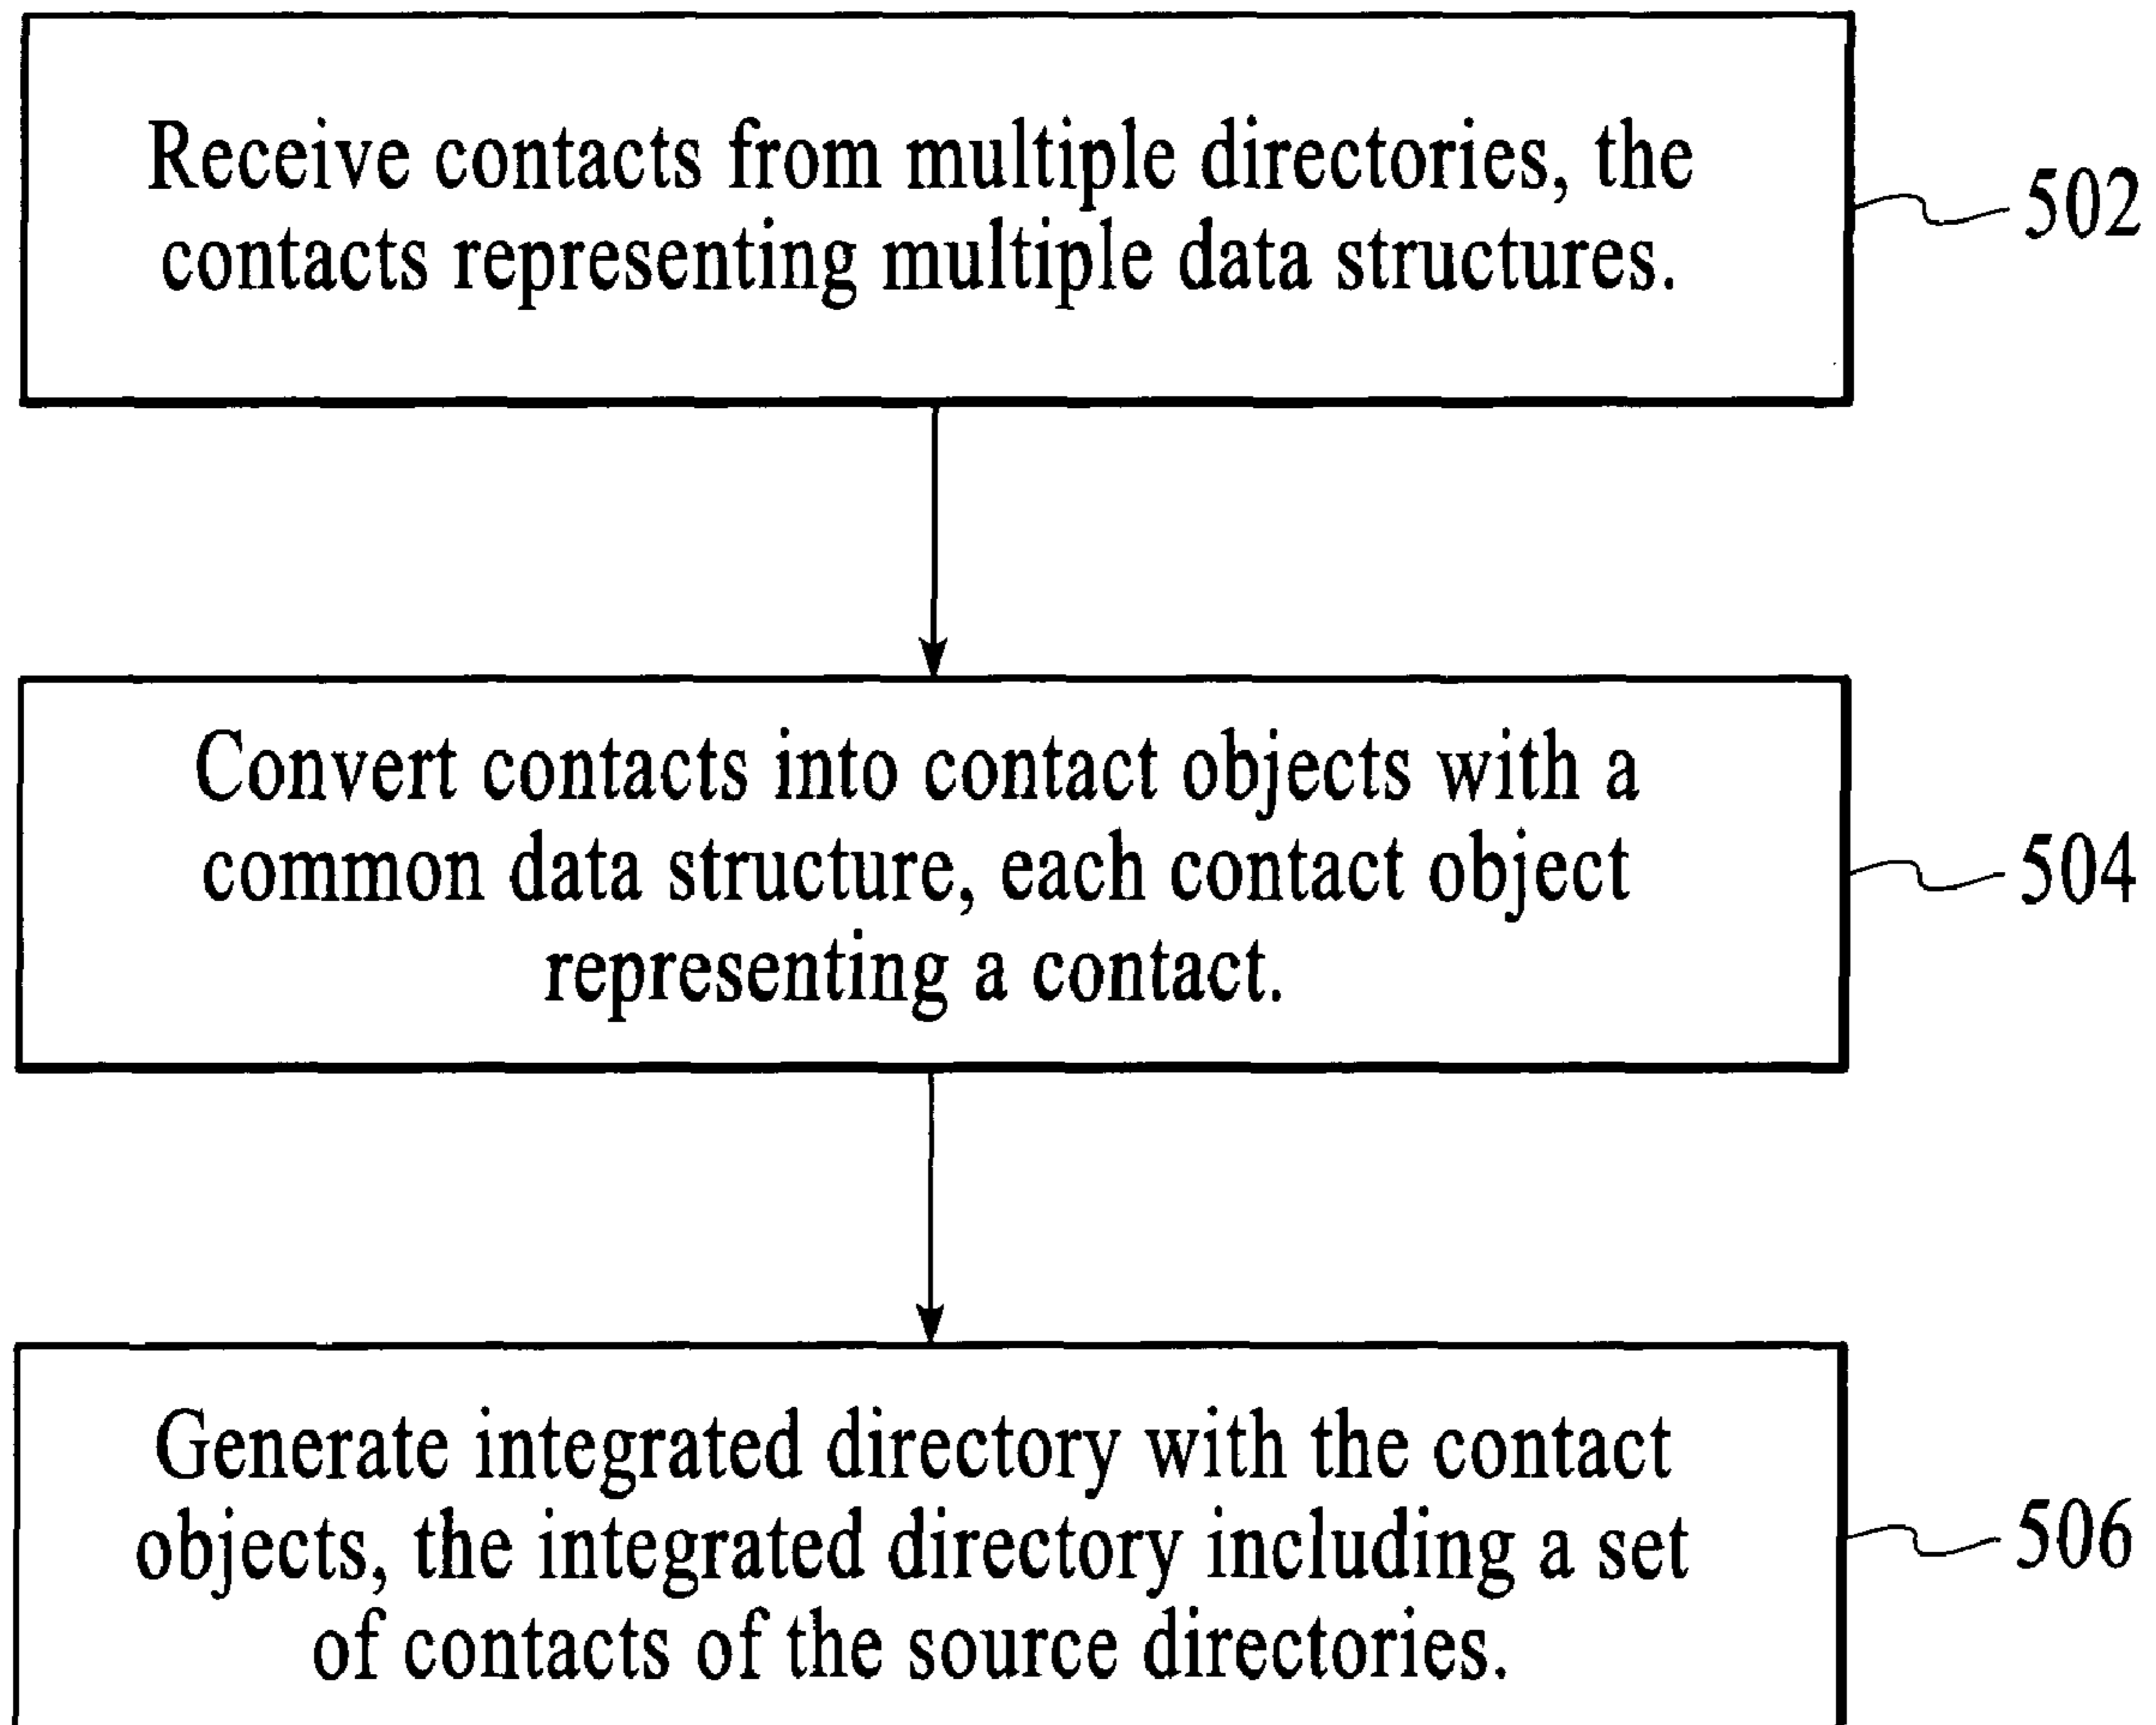 Receive contacts from multiple directories, the
contacts representing multiple data structures.
502
Convert contacts into contact objects with a
common data structure, each contact object
representing a contact.
504
Generate integrated directory with the contact
objects, the integrated directory including a set
of contacts of the source directories.
506